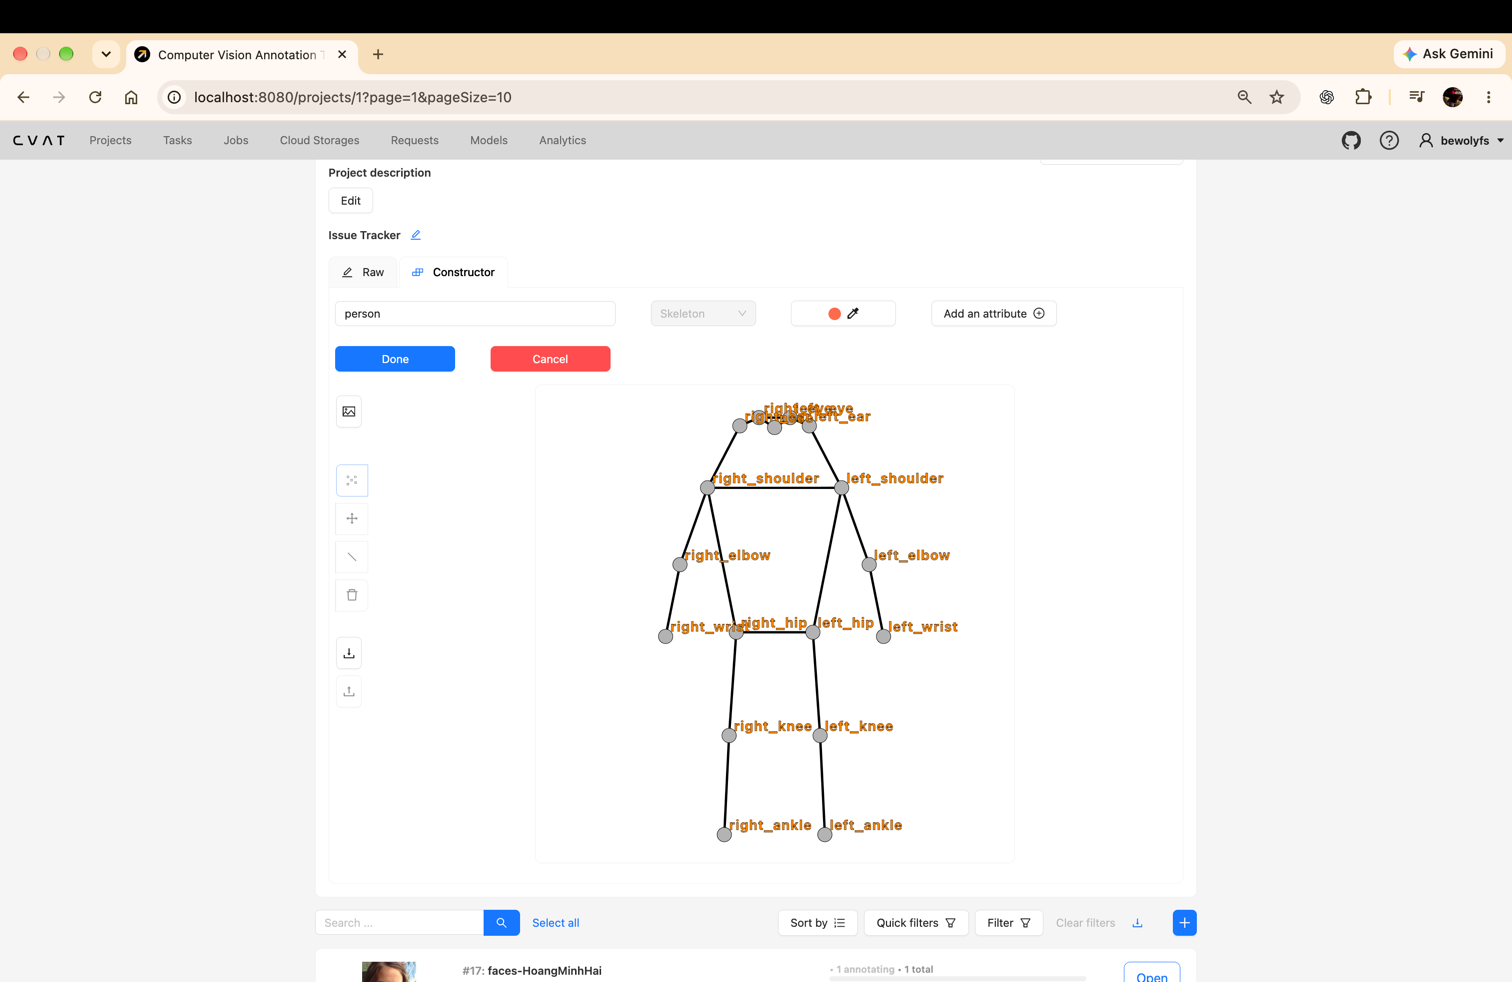 Computer Vision Annotation
Ask Gemini
localhost:8080/projects/1?page=1&pageSize=10
CVAT Projects Tasks Jobs Cloud Storages Requests Models Analytics bewolyfs
Project description
Edit
Issue Tracker
Raw Constructor
person Skeleton Add an attribute
Done Cancel
left_ear
right_shoulder left_shoulder
right_elbow left_elbow
right_wrist right_hip left_hip left_wrist
right_knee left_knee
right_ankle left_ankle
Search ... Select all Sort by Quick filters Filter Clear filters
#17: faces-HoangMinhHai • 1 annotating • 1 total
Open